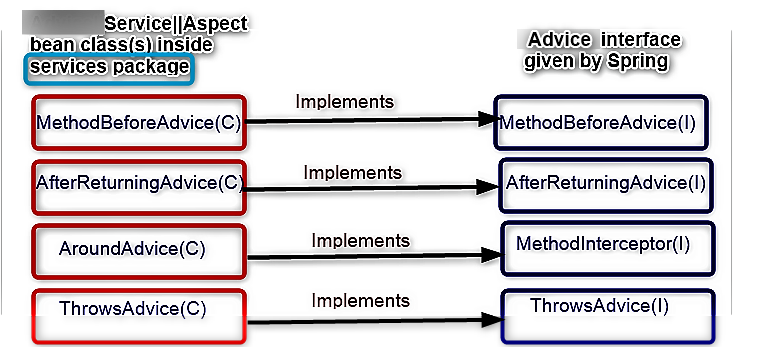 Service||Aspect
bean class(s) inside
services package
Advice interface
given by Spring
MethodBeforeAdvice(C)
Implements
MethodBeforeAdvice(I)
AfterReturningAdvice(C)
Implements
AfterReturningAdvice(I)
AroundAdvice(C)
Implements
MethodInterceptor(I)
ThrowsAdvice(C)
Implements
ThrowsAdvice(I)